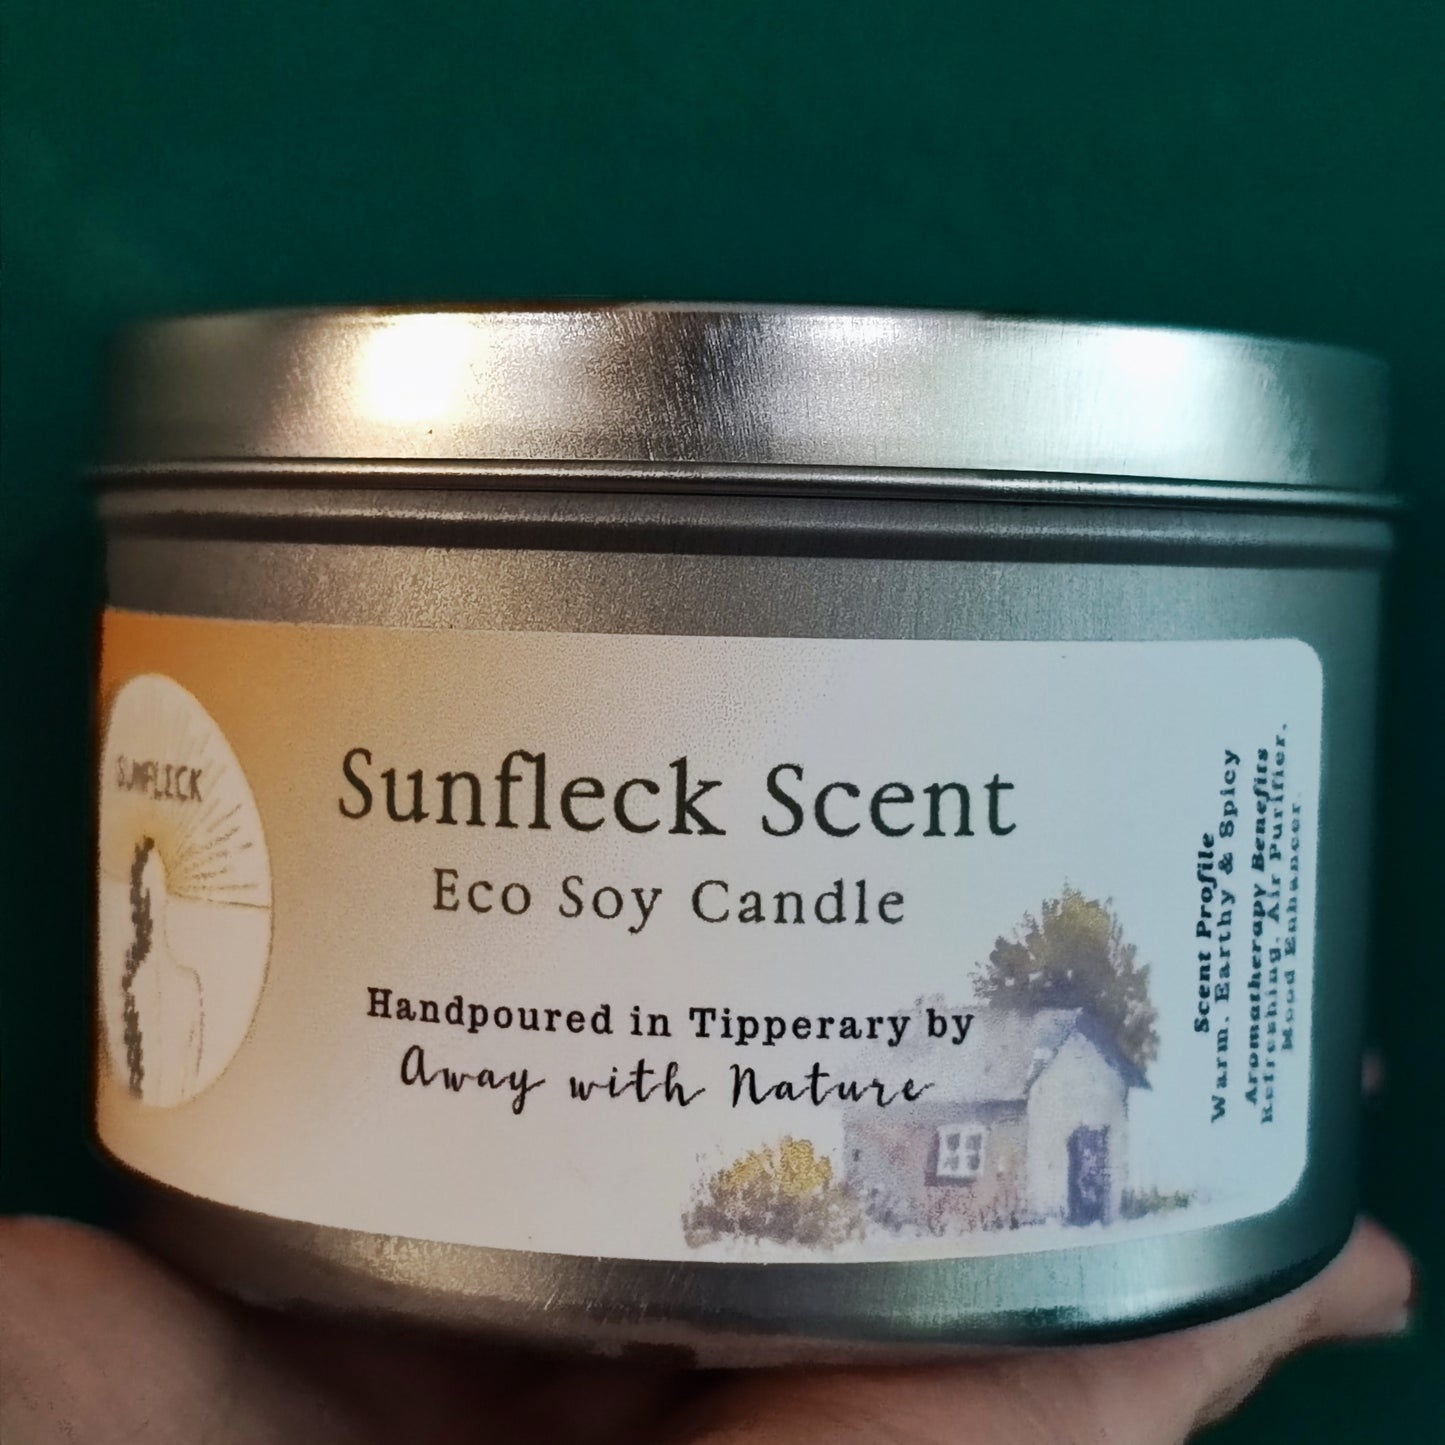 SUNFLECK
Sunfleck Scent
Eco Soy Candle
Handpoured in Tipperary by
Away with Nature
Scent Profile
Warm. Earthy & Spicy
Aromatherapy Benefits
Refreshing. Air Purifier.
Mood Enhancer.